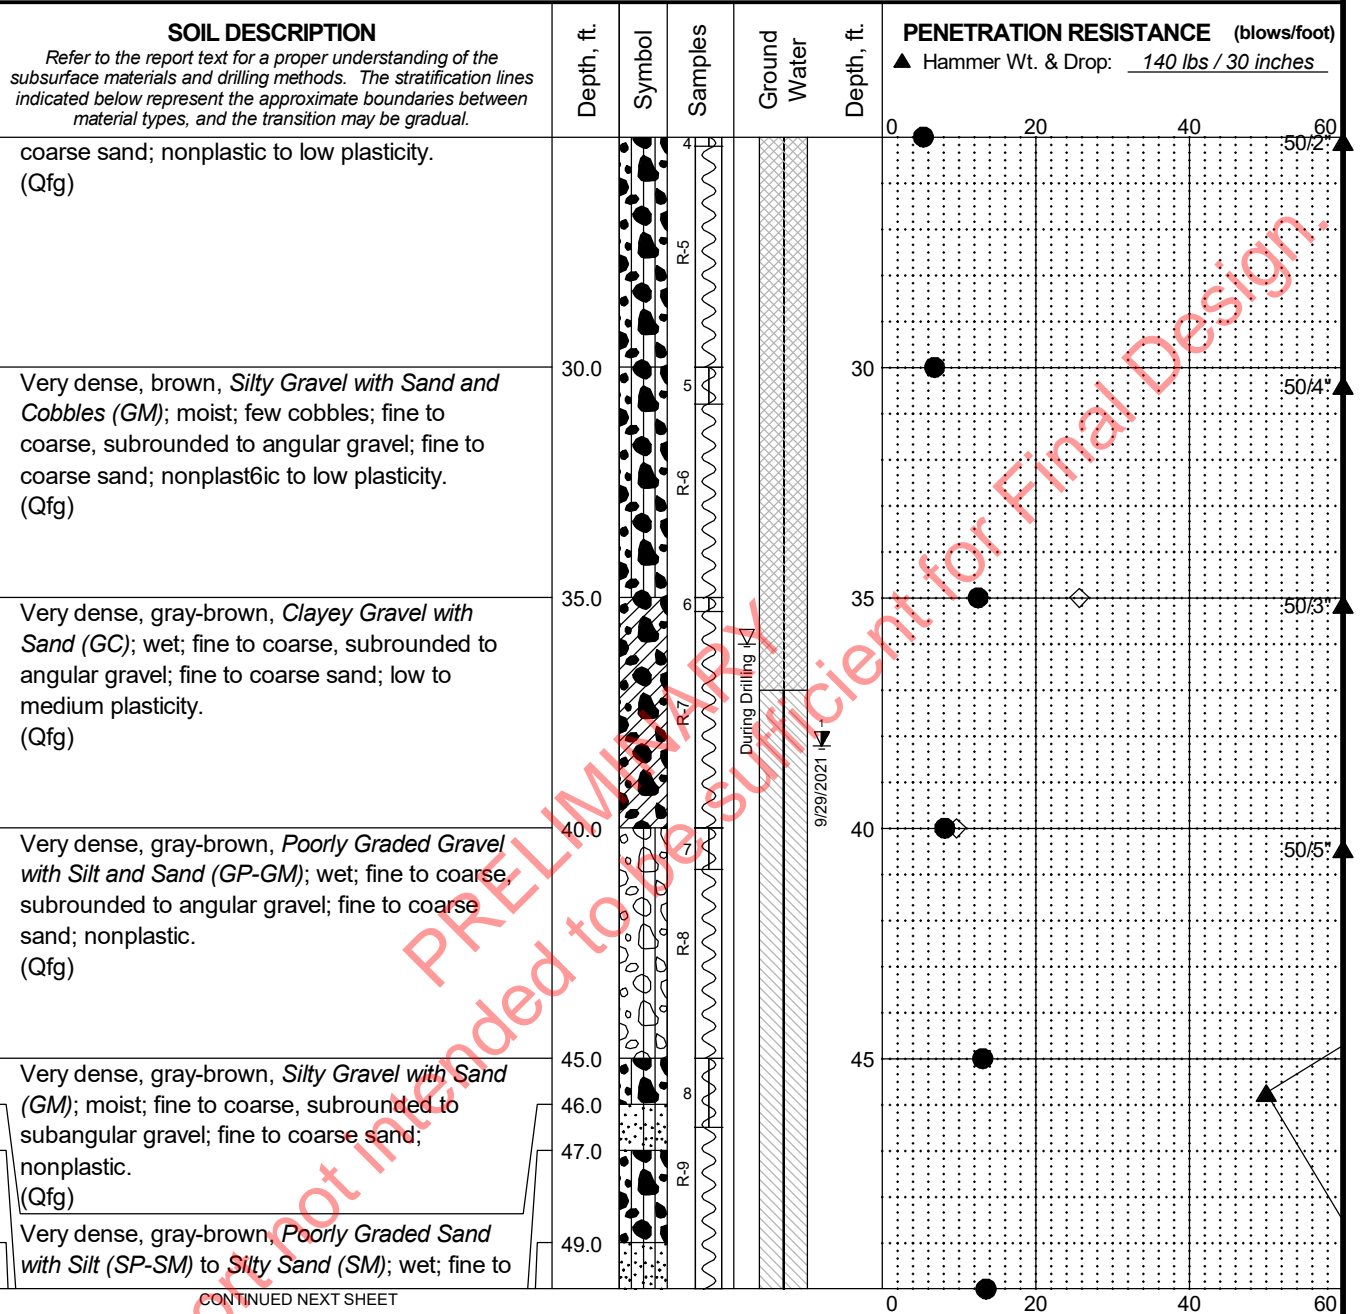 SOIL DESCRIPTION
Refer to the report text for a proper understanding of the
subsurface materials and drilling methods. The stratification lines
indicated below represent the approximate boundaries between
material types, and the transition may be gradual.
Depth, ft.
Symbol
Samples
Ground
Water
Depth, ft.
PENETRATION RESISTANCE (blows/foot)
▲ Hammer Wt. & Drop: 140 lbs / 30 inches
0 20 40 60
coarse sand; nonplastic to low plasticity.
(Qfg)
4
50/2"
R-5
30.0
30
Very dense, brown, Silty Gravel with Sand and
Cobbles (GM); moist; few cobbles; fine to
coarse, subrounded to angular gravel; fine to
coarse sand; nonplast6ic to low plasticity.
(Qfg)
5
50/4"
R-6
35.0
35
Very dense, gray-brown, Clayey Gravel with
Sand (GC); wet; fine to coarse, subrounded to
angular gravel; fine to coarse sand; low to
medium plasticity.
(Qfg)
6
50/3"
R-7
During Drilling
9/29/2021
40.0
40
Very dense, gray-brown, Poorly Graded Gravel
with Silt and Sand (GP-GM); wet; fine to coarse,
subrounded to angular gravel; fine to coarse
sand; nonplastic.
(Qfg)
7
50/5"
R-8
45.0
45
Very dense, gray-brown, Silty Gravel with Sand
(GM); moist; fine to coarse, subrounded to
subangular gravel; fine to coarse sand;
nonplastic.
(Qfg)
8
46.0
47.0
R-9
Very dense, gray-brown, Poorly Graded Sand
with Silt (SP-SM) to Silty Sand (SM); wet; fine to
49.0
CONTINUED NEXT SHEET
0 20 40 60
PRELIMINARY
not intended to be sufficient for Final Design.